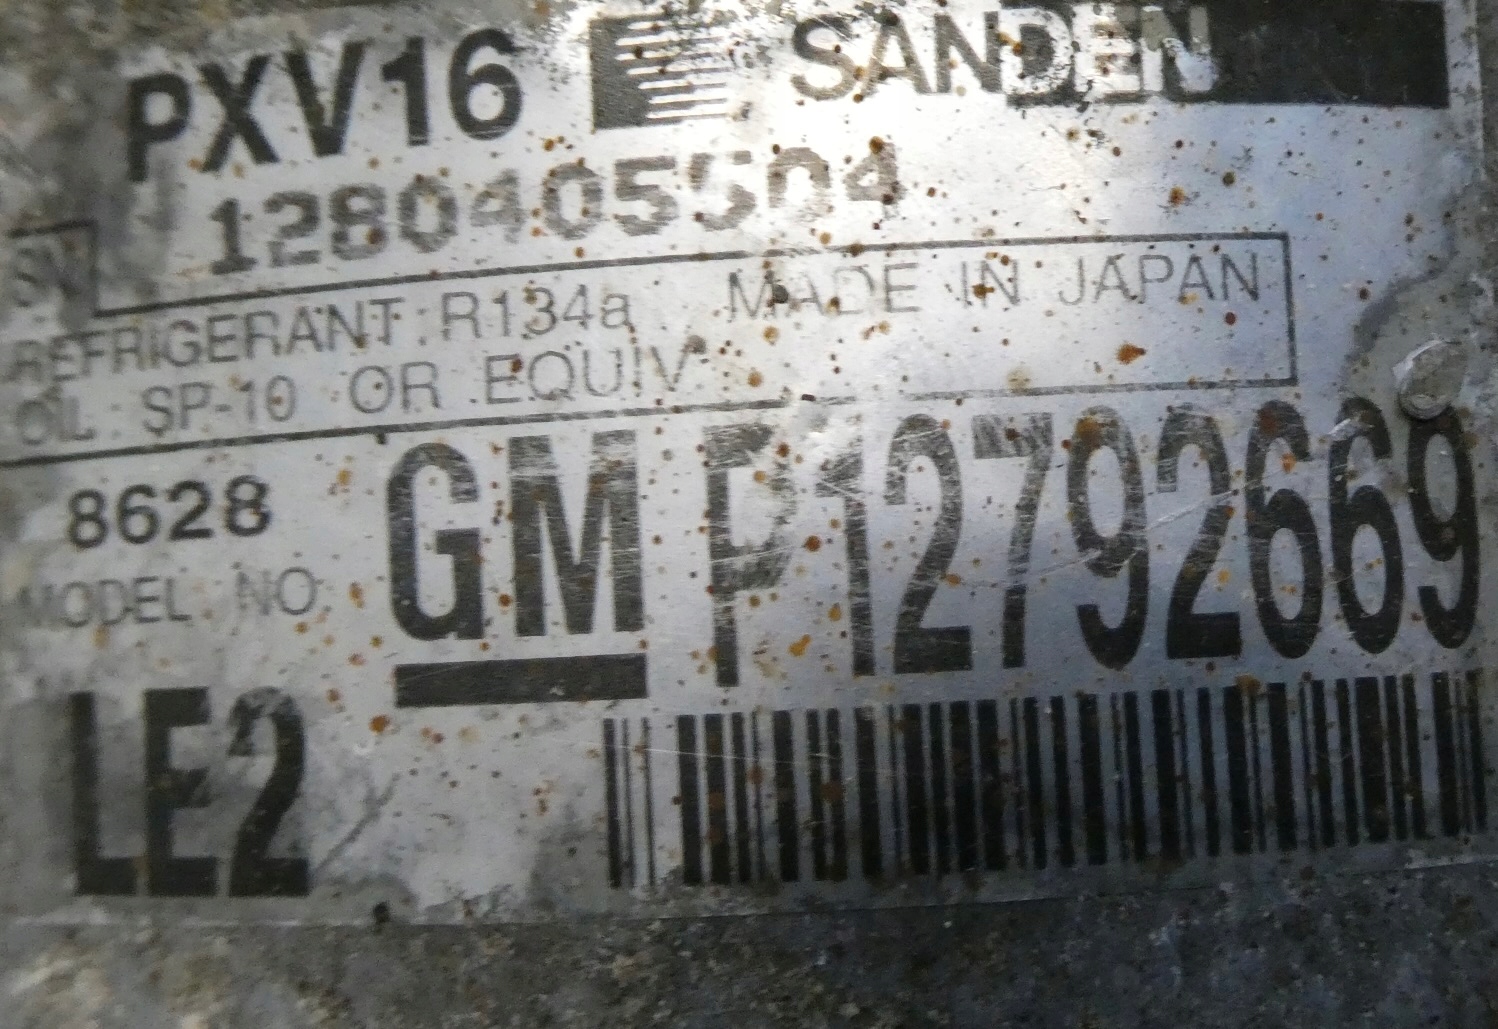 PXV16 SANDEN
SN 1280405504
REFRIGERANT : R134a MADE IN JAPAN
OIL : SP-10 OR EQUIV
8628 GM P12792669
MODEL NO
LE2